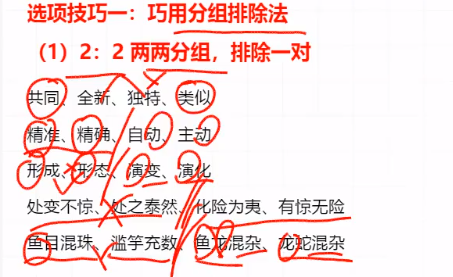 选项技巧一：巧用分组排除法
（1）2：2 两两分组，排除一对
共同、全新、独特、类似
精准、精确、自动、主动
形成、形态、演变、演化
处变不惊、处之泰然、化险为夷、有惊无险
鱼目混珠、滥竽充数、鱼龙混杂、龙蛇混杂